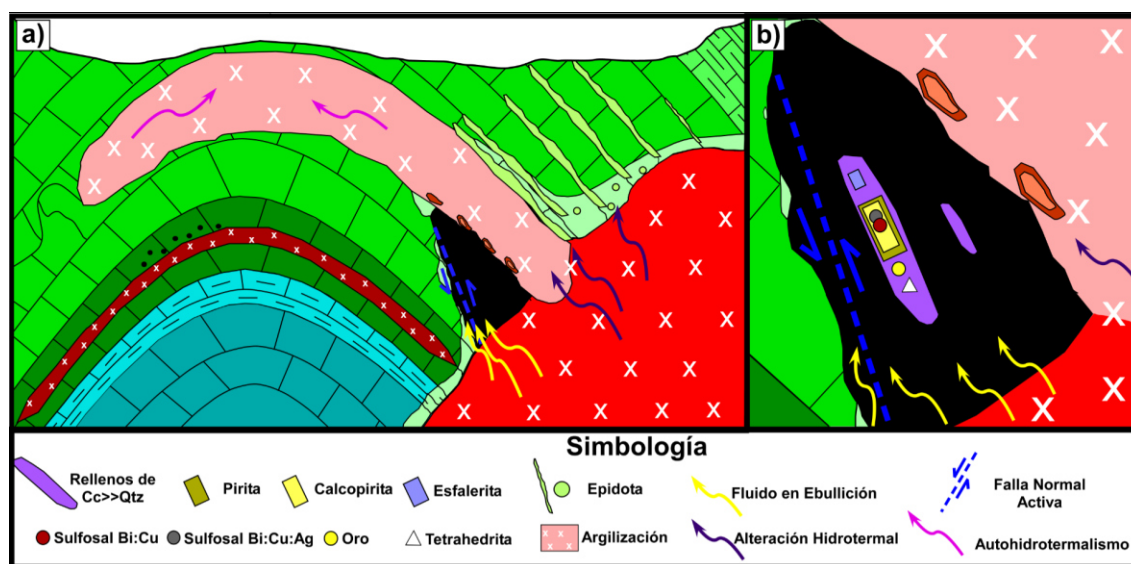 a)
b)
Simbología
Rellenos de
Cc>>Qtz
Pirita
Calcopirita
Esfalerita
Epidota
Fluido en Ebullición
Falla Normal
Activa
Sulfosal Bi:Cu
Sulfosal Bi:Cu:Ag
Oro
Tetrahedrita
Argilización
Alteración Hidrotermal
Autohidrotermalismo